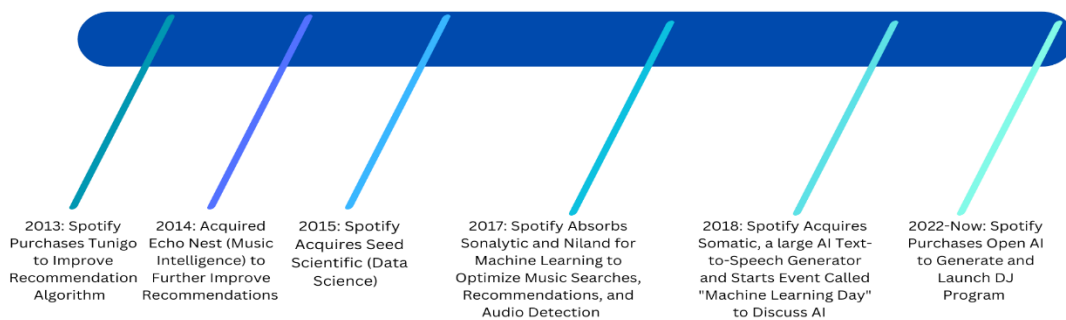 2013: Spotify
Purchases Tunigo
to Improve
Recommendation
Algorithm
2014: Acquired
Echo Nest (Music
Intelligence) to
Further Improve
Recommendations
2015: Spotify
Acquires Seed
Scientific (Data
Science)
2017: Spotify Absorbs
Sonalytic and Niland for
Machine Learning to
Optimize Music Searches,
Recommendations, and
Audio Detection
2018: Spotify Acquires
Somatic, a large AI Text-
to-Speech Generator
and Starts Event Called
"Machine Learning Day"
to Discuss AI
2022-Now: Spotify
Purchases Open AI
to Generate and
Launch DJ
Program